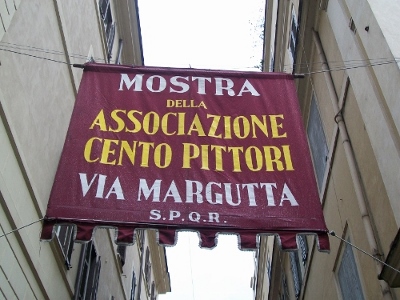 MOSTRA
DELLA
ASSOCIAZIONE
CENTO PITTORI
VIA MARGUTTA
S.P.Q.R.